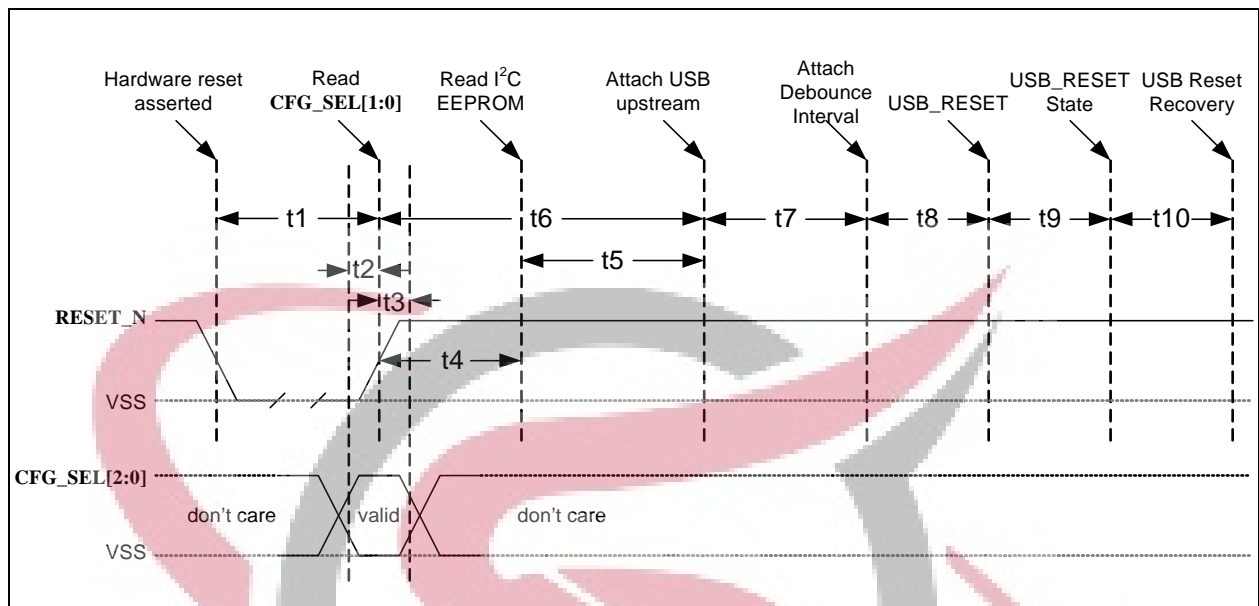 Hardware reset
asserted
Read
CFG_SEL[1:0]
Read I²C
EEPROM
Attach USB
upstream
Attach
Debounce
Interval
USB_RESET
USB_RESET
State
USB Reset
Recovery
t1
t6
t7
t8
t9
t10
t5
t2
t3
RESET_N
t4
VSS
CFG_SEL[2:0]
don't care
valid
don't care
VSS